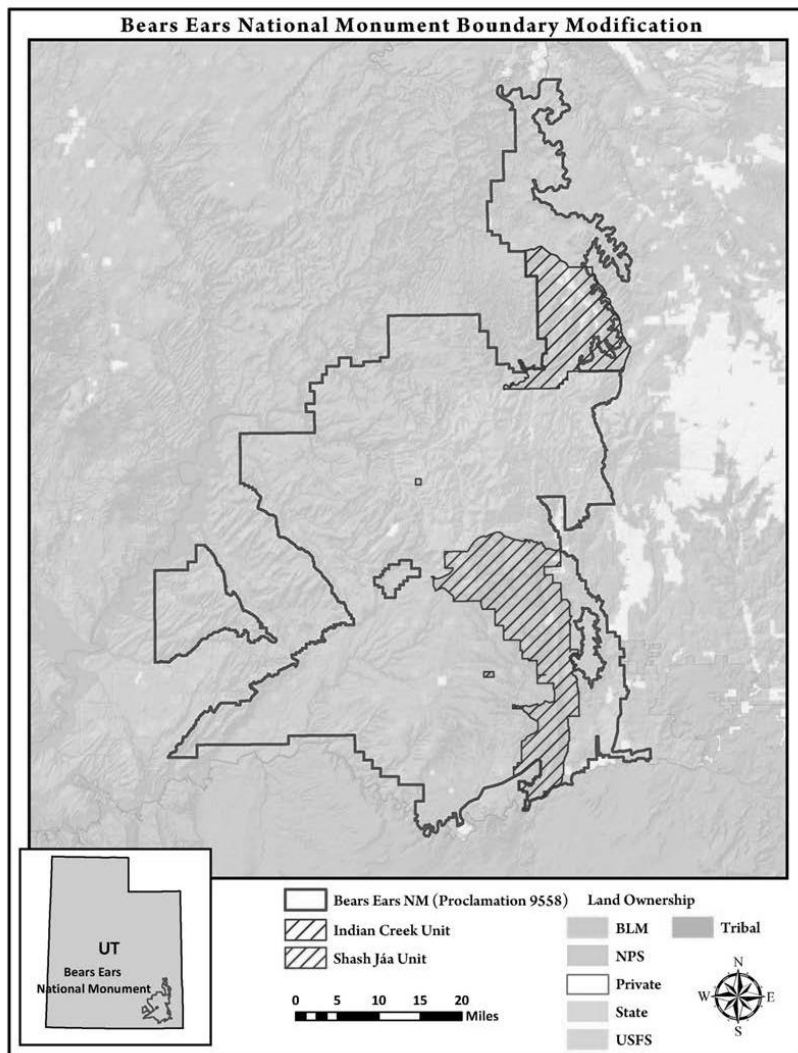 Bears Ears National Monument Boundary Modification
UT
Bears Ears
National Monument
Bears Ears NM (Proclamation 9558)
Indian Creek Unit
Shash Jáa Unit
0 5 10 20
Miles
Land Ownership
BLM
Tribal
NPS
Private
State
USFS
N
W E
S